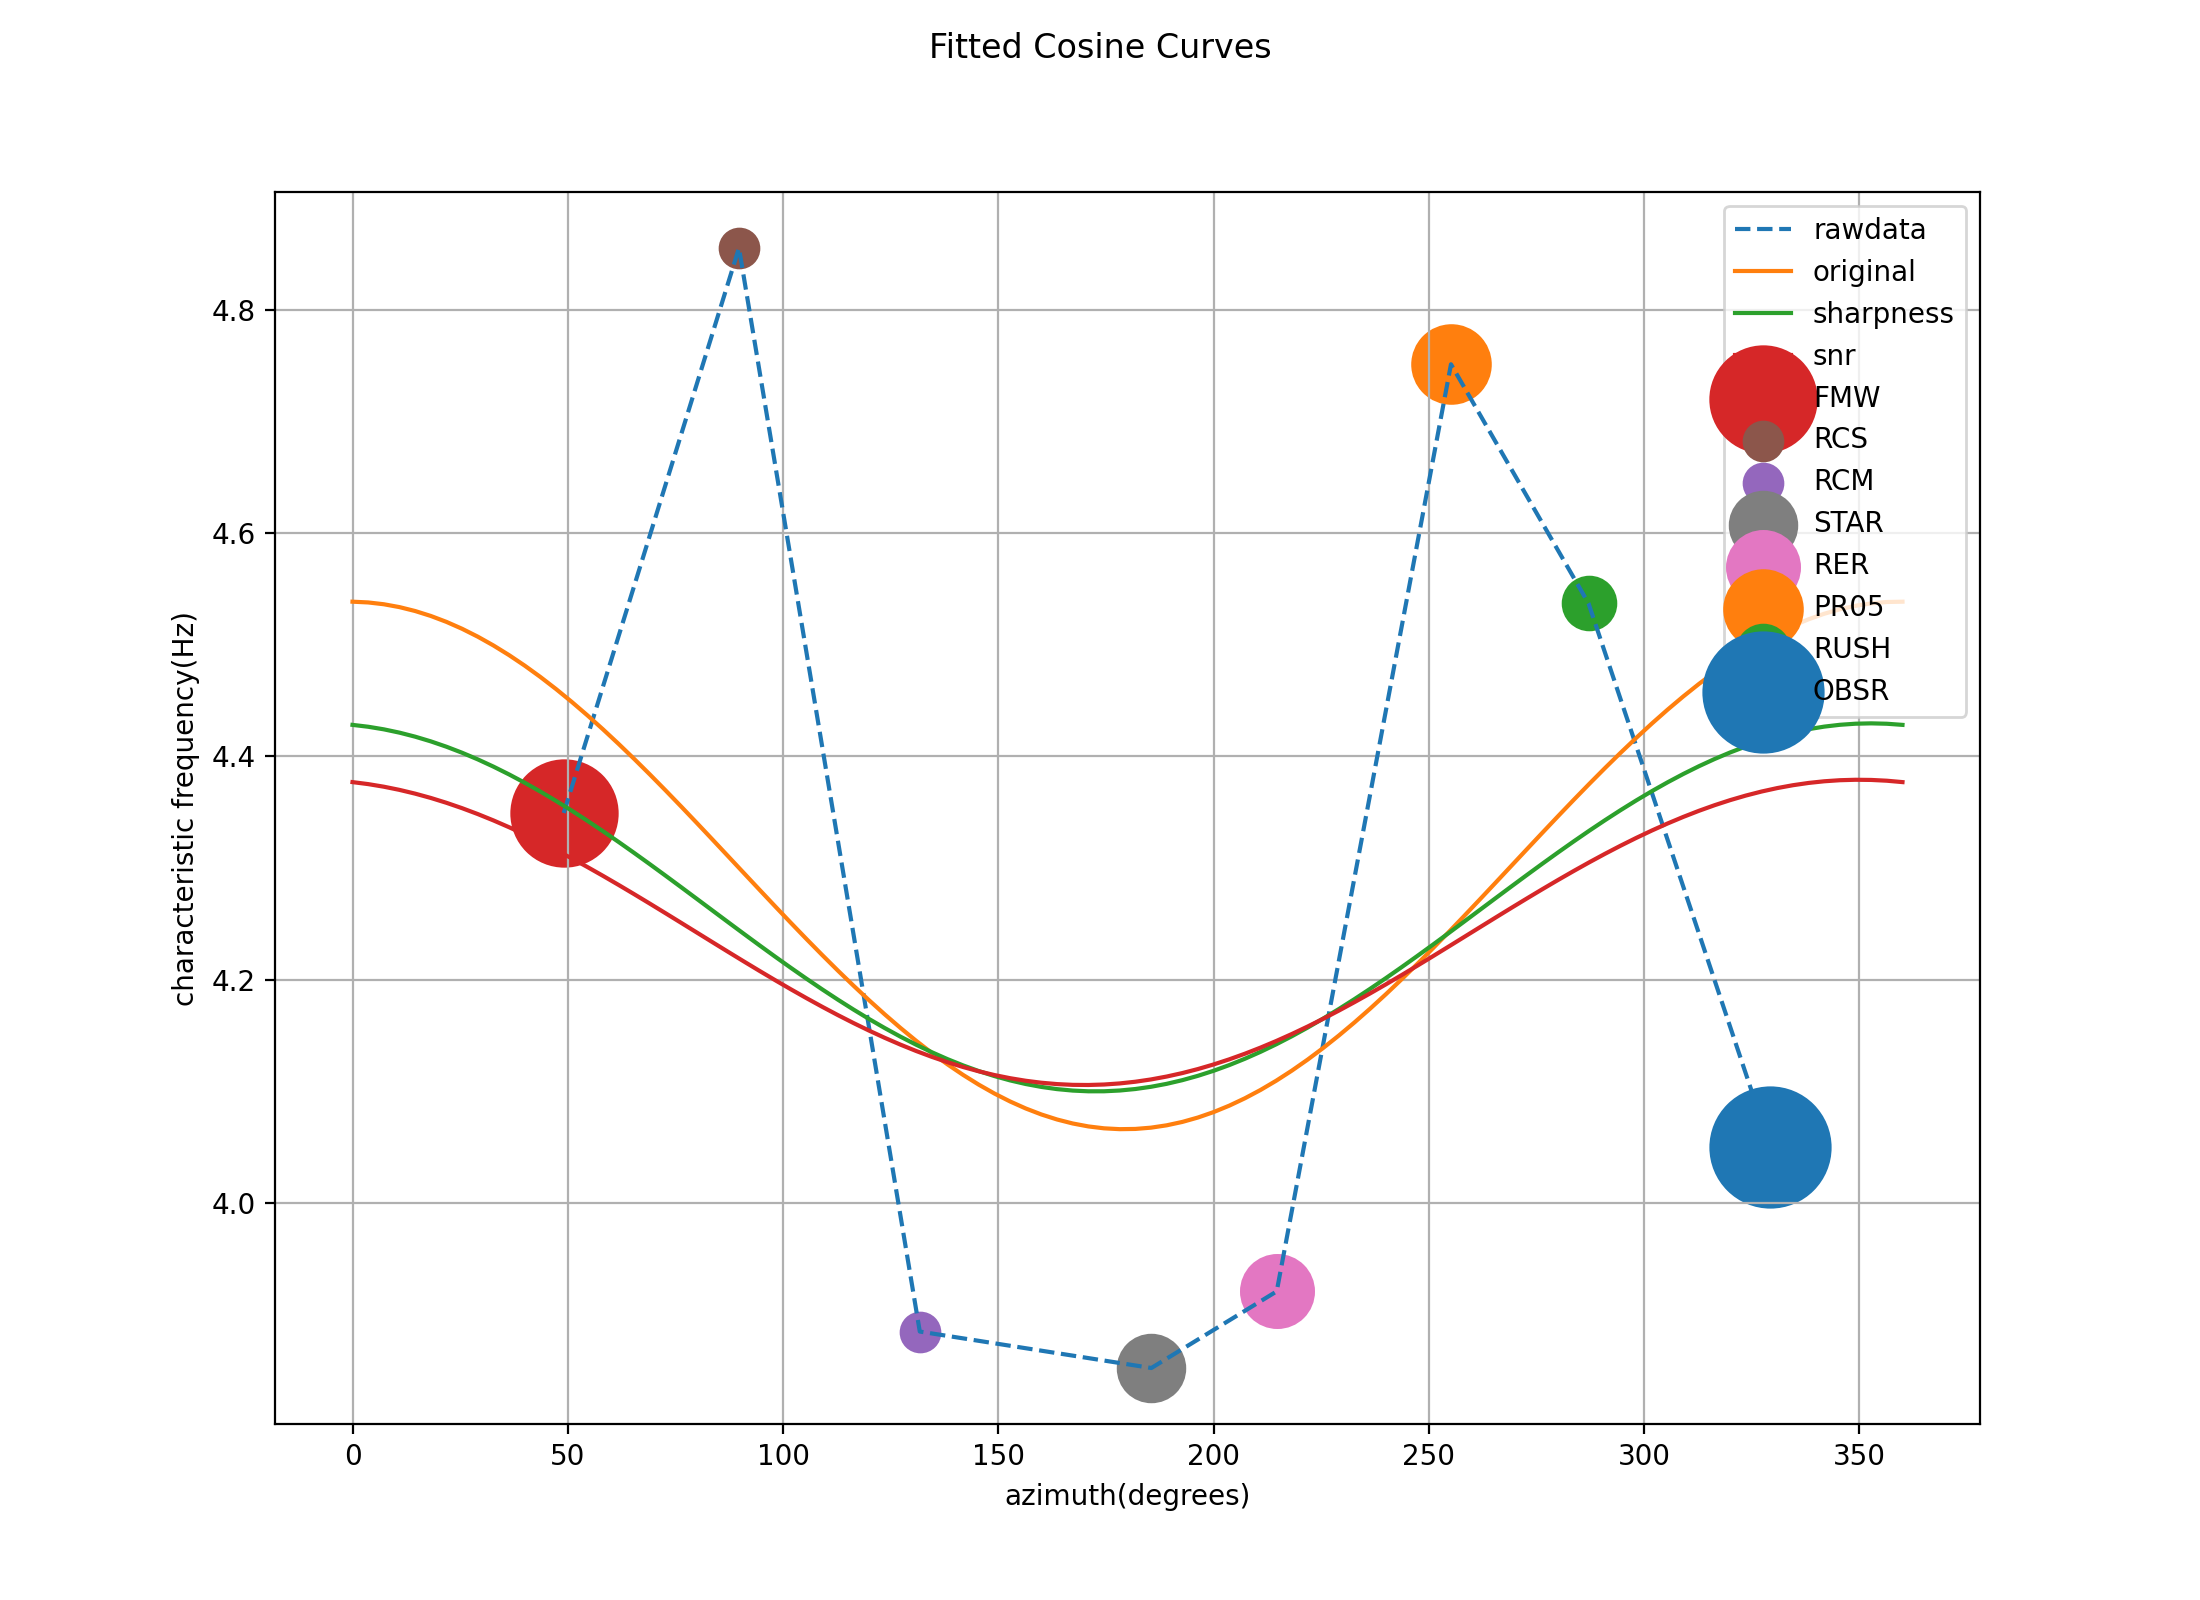 Fitted Cosine Curves
characteristic frequency(Hz)
4.8
4.6
4.4
4.2
4.0
rawdata
original
sharpness
snr
FMW
RCS
RCM
STAR
RER
PR05
RUSH
OBSR
0 50 100 150 200 250 300 350
azimuth(degrees)